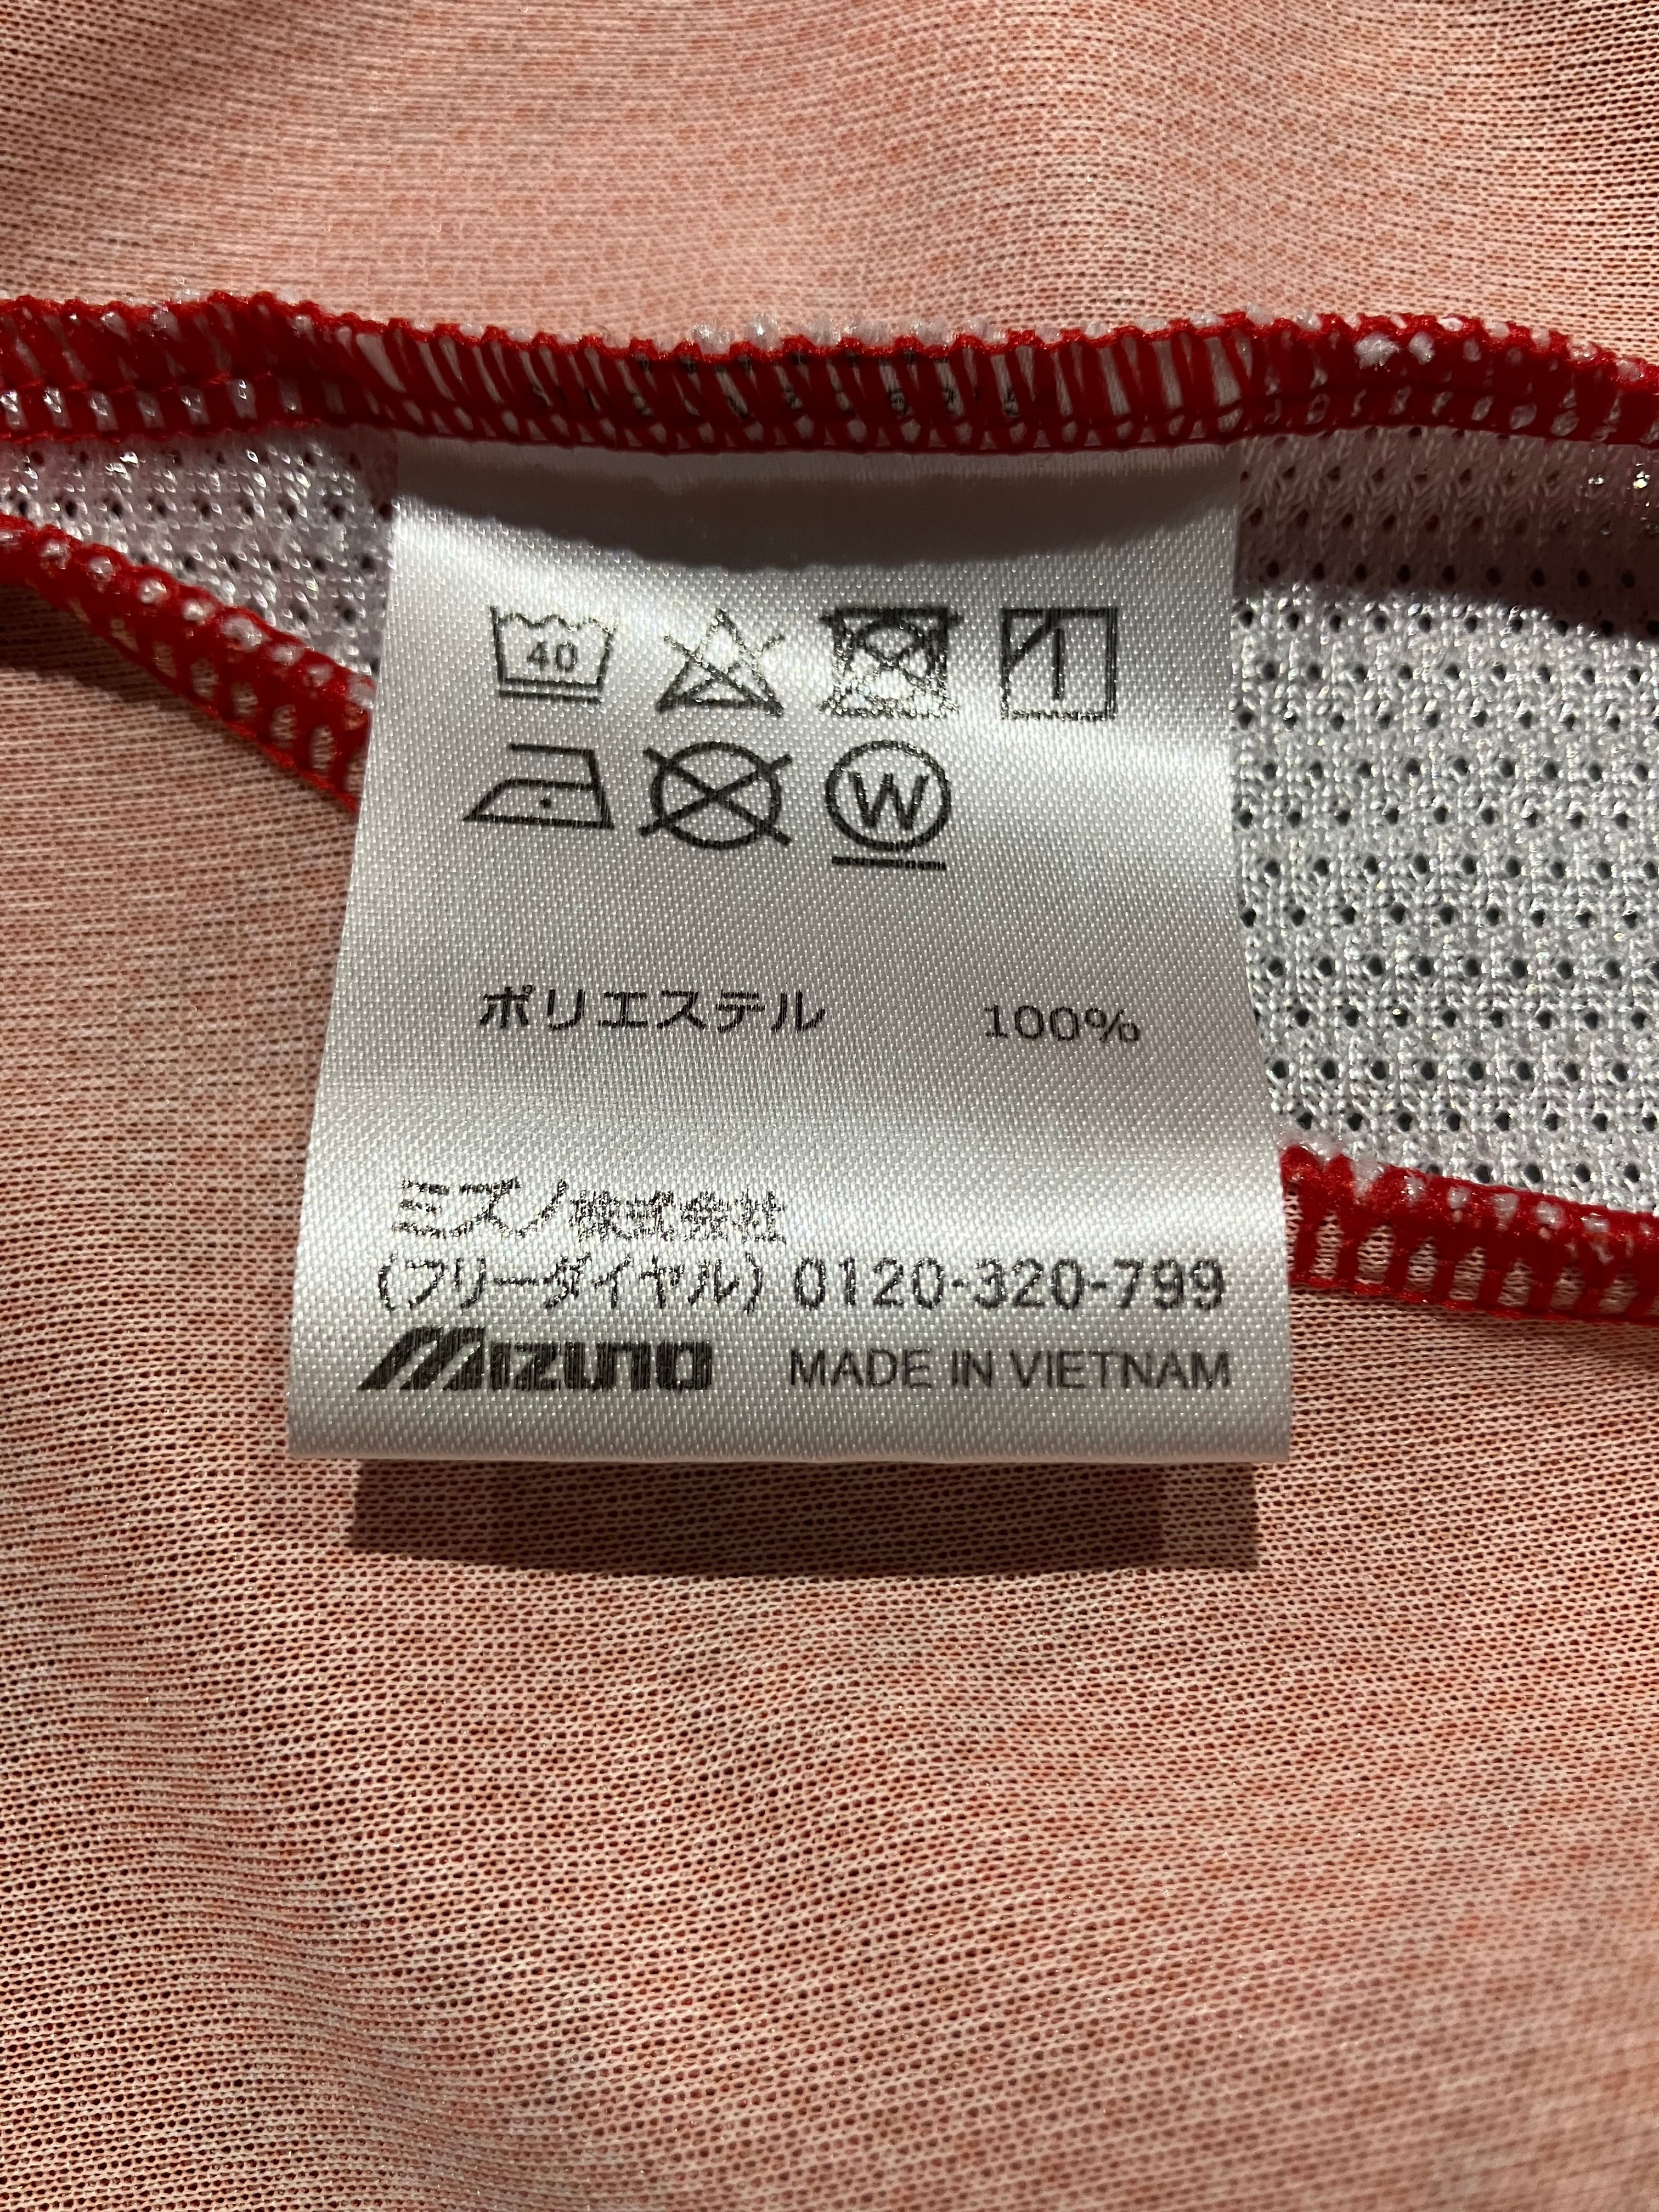 40
W
ポリエステル 100%
ミズノ株式会社
(フリーダイヤル) 0120-320-799
MIZUNO MADE IN VIETNAM